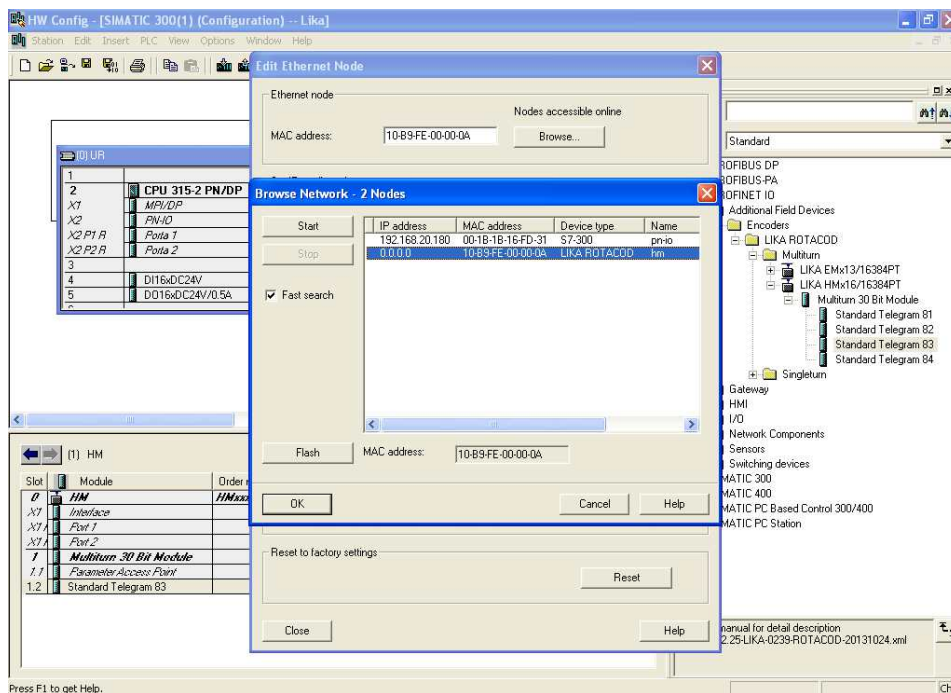 HW Config - [SIMATIC 300(1) (Configuration) -- Lika]
Station Edit Insert PLC View Options Window Help
Edit Ethernet Node
Ethernet node
Nodes accessible online
MAC address: 10-B9-FE-00-00-0A Browse...
Browse Network - 2 Nodes
Start
Stop
Fast search
IP address MAC address Device type Name
192.168.20.180 00-1B-1B-16-FD-31 S7-300 pn-io
0.0.0.0 10-B9-FE-00-00-0A LIKA ROTACOD hm
Flash MAC address: 10-B9-FE-00-00-0A
OK Cancel Help
Reset to factory settings
Reset
Close Help
(0) UR
1
2 CPU 315-2 PN/DP
X1 MPI/DP
X2 PN-IO
X2 P1 R Porta 1
X2 P2 R Porta 2
3
4 DI16xDC24V
5 DO16xDC24V/0.5A
(1) HM
Slot Module
0 HM
X1 Interface
Port 1
Port 2
1 Multiturn 30 Bit Module
1.1 Parameter Access Point
1.2 Standard Telegram 83
Standard
Additional Field Devices
Encoders
LIKA ROTACOD
Multiturn
LIKA EMx13/16384PT
LIKA HMx16/16384PT
Multiturn 30 Bit Module
Standard Telegram 81
Standard Telegram 82
Standard Telegram 83
Standard Telegram 84
Singleturn
Gateway
HMI
I/O
Network Components
Sensors
Switching devices
MATIC 300
MATIC 400
MATIC PC Based Control 300/400
MATIC PC Station
manual for detail description
2.25-LIKA-0239-ROTACOD-20131024.xml
Press F1 to get Help.